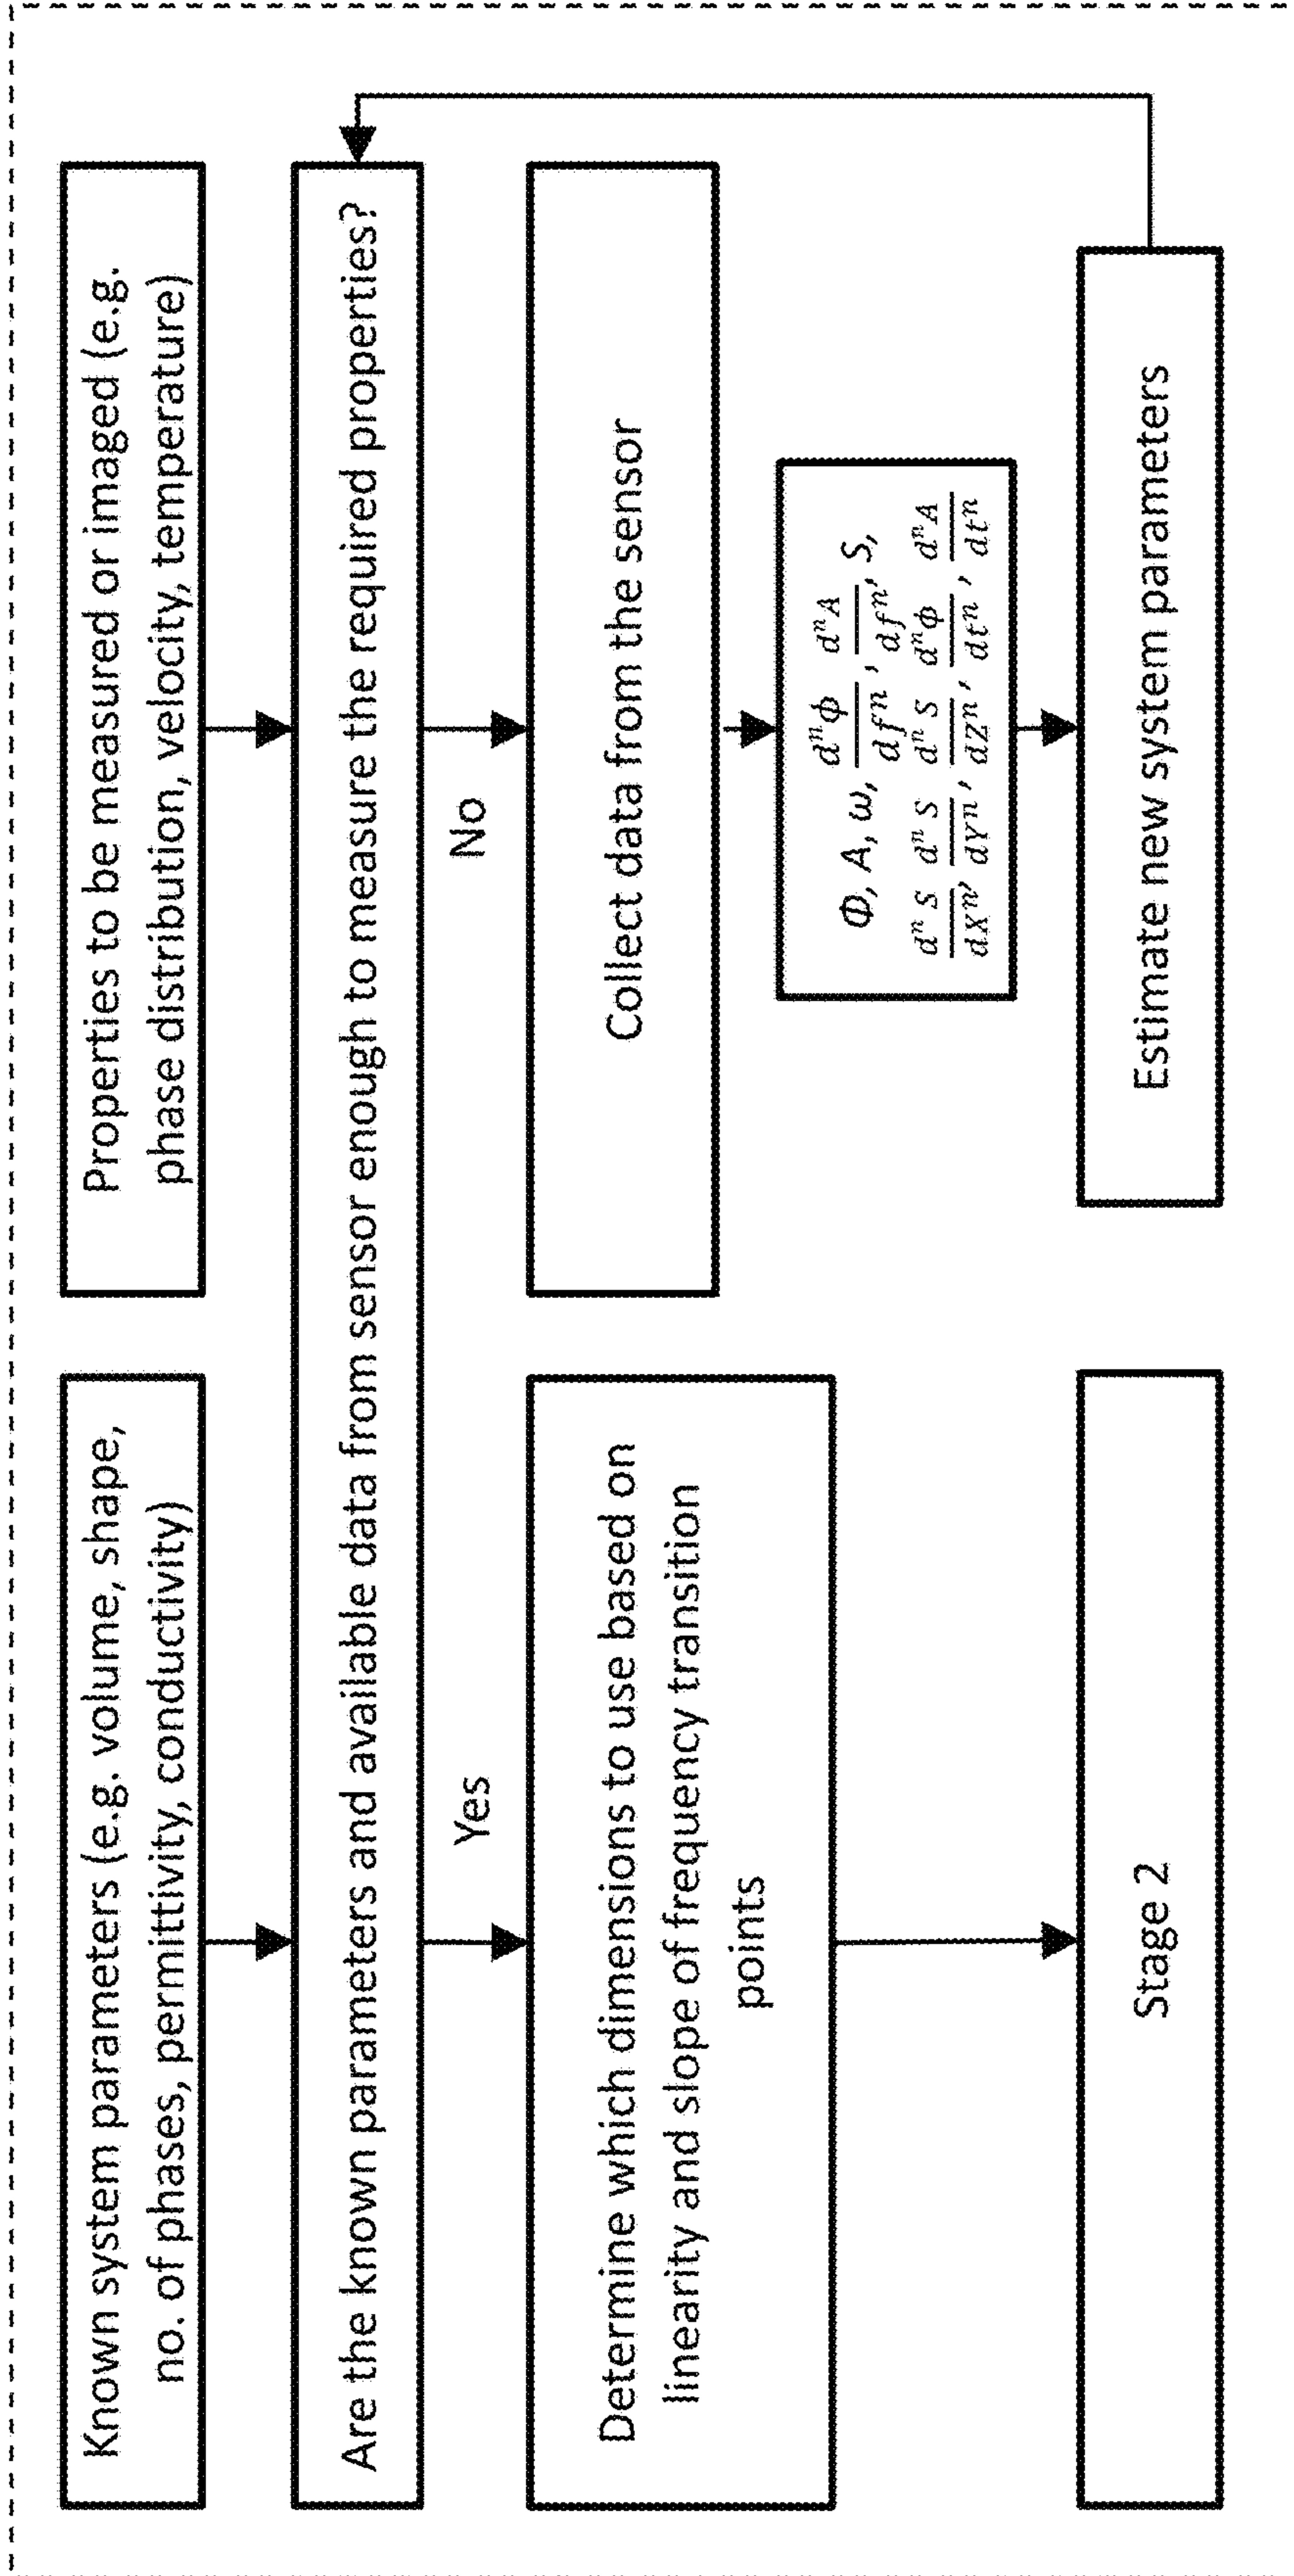 Known system parameters (e.g. volume, shape,
no. of phases, permittivity, conductivity)
Properties to be measured or imaged (e.g.
phase distribution, velocity, temperature)
Are the known parameters and available data from sensor enough to measure the required properties?
Yes
No
Determine which dimensions to use based on
linearity and slope of frequency transition
points
Collect data from the sensor
Φ, A, ω, dⁿϕ/dfⁿ, dⁿA/dfⁿ, S,
dⁿS/dXⁿ, dⁿS/dYⁿ, dⁿS/dZⁿ, dⁿϕ/dtⁿ, dⁿA/dtⁿ
Stage 2
Estimate new system parameters